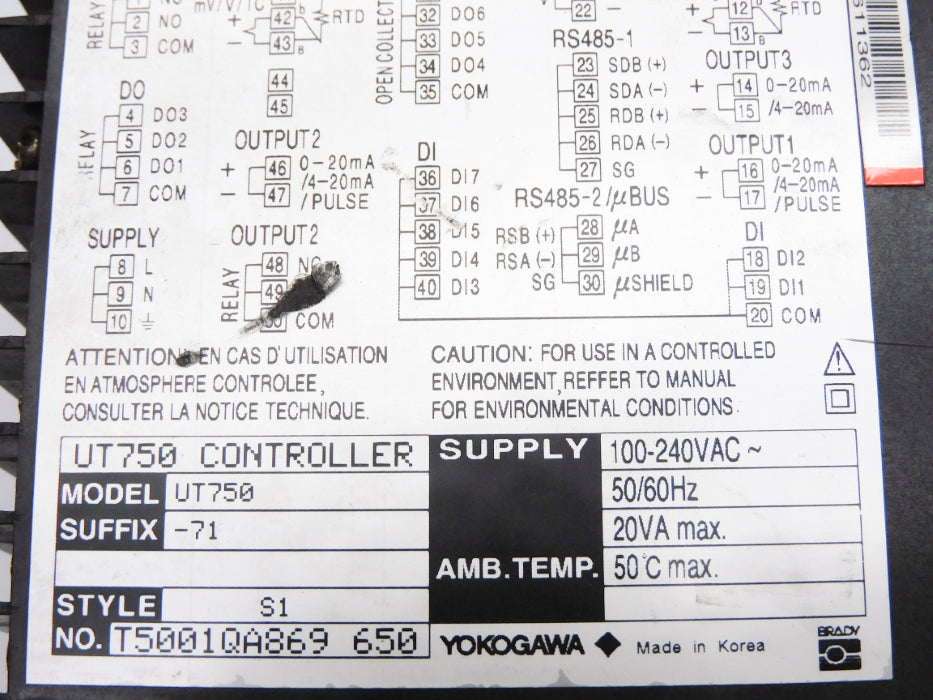 RELAY
2 NO
3 COM
mV/V/TC
42
43 B
RTD
44
45
OPEN COLLECTOR
32 DO6
33 DO5
34 DO4
35 COM
22
RS485-1
23 SDB (+)
24 SDA (-)
25 RDB (+)
26 RDA (-)
27 SG
12
13 B
RTD
OUTPUT3
+ 14 0-20mA
- 15 /4-20mA
OUTPUT1
+ 16 0-20mA
/4-20mA
- 17 /PULSE
611362
DO
RELAY
4 DO3
5 DO2
6 DO1
7 COM
OUTPUT2
+ 46 0-20mA
/4-20mA
- 47 /PULSE
DI
36 DI7
37 DI6
38 DI5
39 DI4
40 DI3
RS485-2/µBUS
RSB (+) 28 µA
RSA (-) 29 µB
SG 30 µSHIELD
DI
18 DI2
19 DI1
20 COM
SUPPLY
8 L
9 N
10
OUTPUT2
RELAY
48
49
COM
ATTENTION: EN CAS D'UTILISATION
EN ATMOSPHERE CONTROLEE,
CONSULTER LA NOTICE TECHNIQUE.
CAUTION: FOR USE IN A CONTROLLED
ENVIRONMENT, REFFER TO MANUAL
FOR ENVIRONMENTAL CONDITIONS.
UT750 CONTROLLER
MODEL UT750
SUFFIX -71
STYLE S1
NO. T5001QA869 650
SUPPLY 100-240VAC ~
50/60Hz
20VA max.
AMB.TEMP. 50°C max.
YOKOGAWA ◆ Made in Korea
BRADY